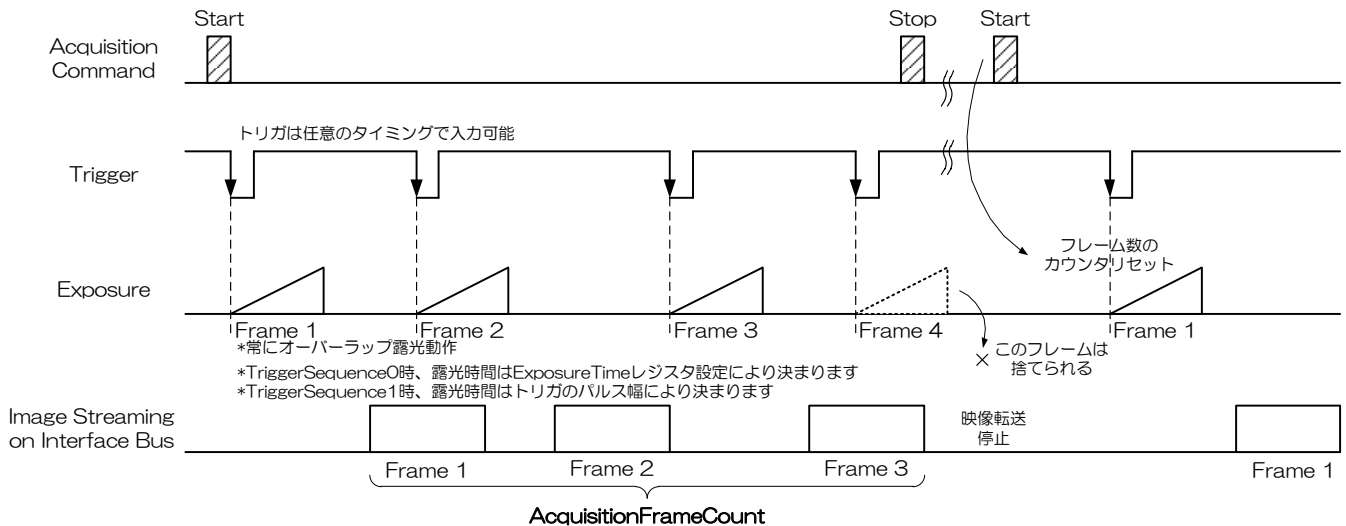 Start
Stop
Start
Acquisition
Command
トリガは任意のタイミングで入力可能
Trigger
フレーム数の
カウンタリセット
Exposure
Frame 1
Frame 2
Frame 3
Frame 4
Frame 1
*常にオーバーラップ露光動作
*TriggerSequence0時、露光時間はExposureTimeレジスタ設定により決まります
*TriggerSequence1時、露光時間はトリガのパルス幅により決まります
×
このフレームは
捨てられる
Image Streaming
on Interface Bus
映像転送
停止
Frame 1
Frame 2
Frame 3
Frame 1
AcquisitionFrameCount